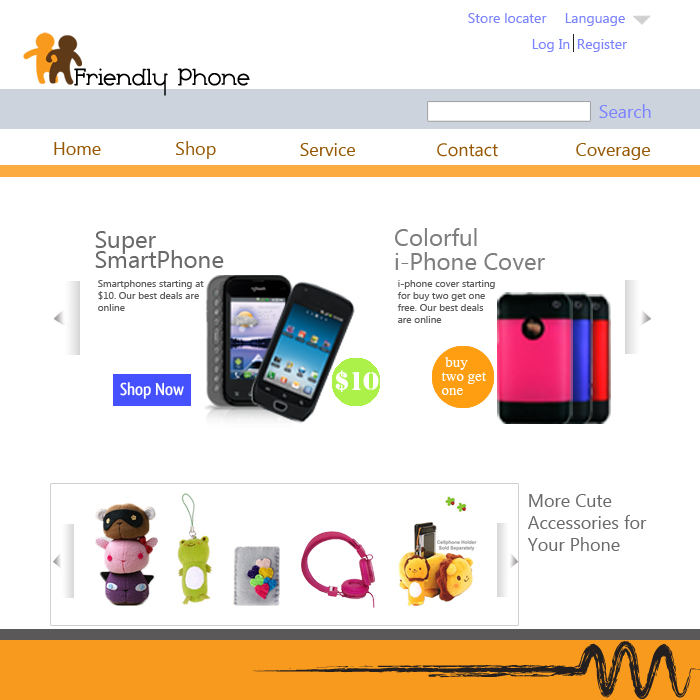 Store locater Language
Log In Register
Friendly Phone
Search
Home Shop Service Contact Coverage
Super
SmartPhone
Smartphones starting at
$10. Our best deals are
online
Shop Now
$10
Colorful
i-Phone Cover
i-phone cover starting
for buy two get one
free. Our best deals
are online
buy
two get
one
Cellphone Holder
Sold Separately
More Cute
Accessories for
Your Phone